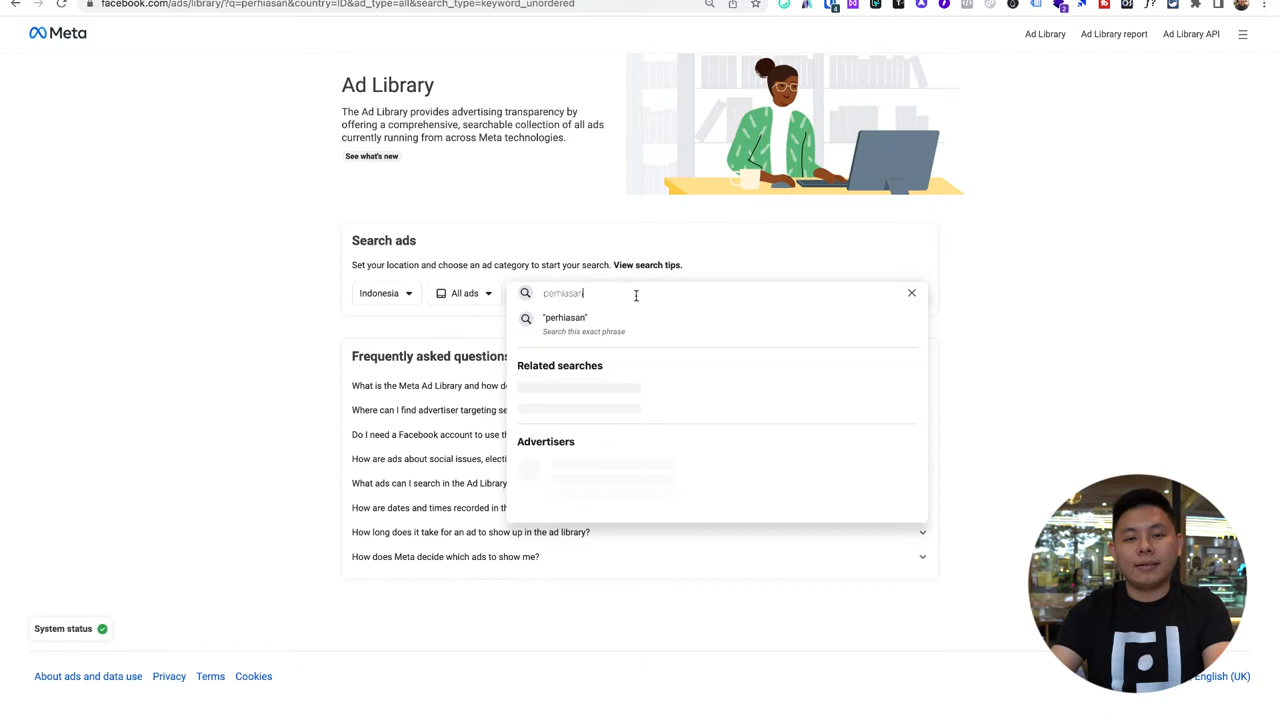 facebook.com/ads/library/?q=perhiasan&country=ID&ad_type=all&search_type=keyword_unordered
Meta
Ad Library
Ad Library report
Ad Library API
Ad Library
The Ad Library provides advertising transparency by
offering a comprehensive, searchable collection of all ads
currently running from across Meta technologies.
See what's new
Search ads
Set your location and choose an ad category to start your search. View search tips.
Indonesia
All ads
perhiasan
"perhiasan"
Search this exact phrase
Related searches
Advertisers
Frequently asked questions
What is the Meta Ad Library and how do
Where can I find advertiser targeting se
Do I need a Facebook account to use th
How are ads about social issues, electi
What ads can I search in the Ad Library
How are dates and times recorded in th
How long does it take for an ad to show up in the ad library?
How does Meta decide which ads to show me?
System status
About ads and data use
Privacy
Terms
Cookies
English (UK)